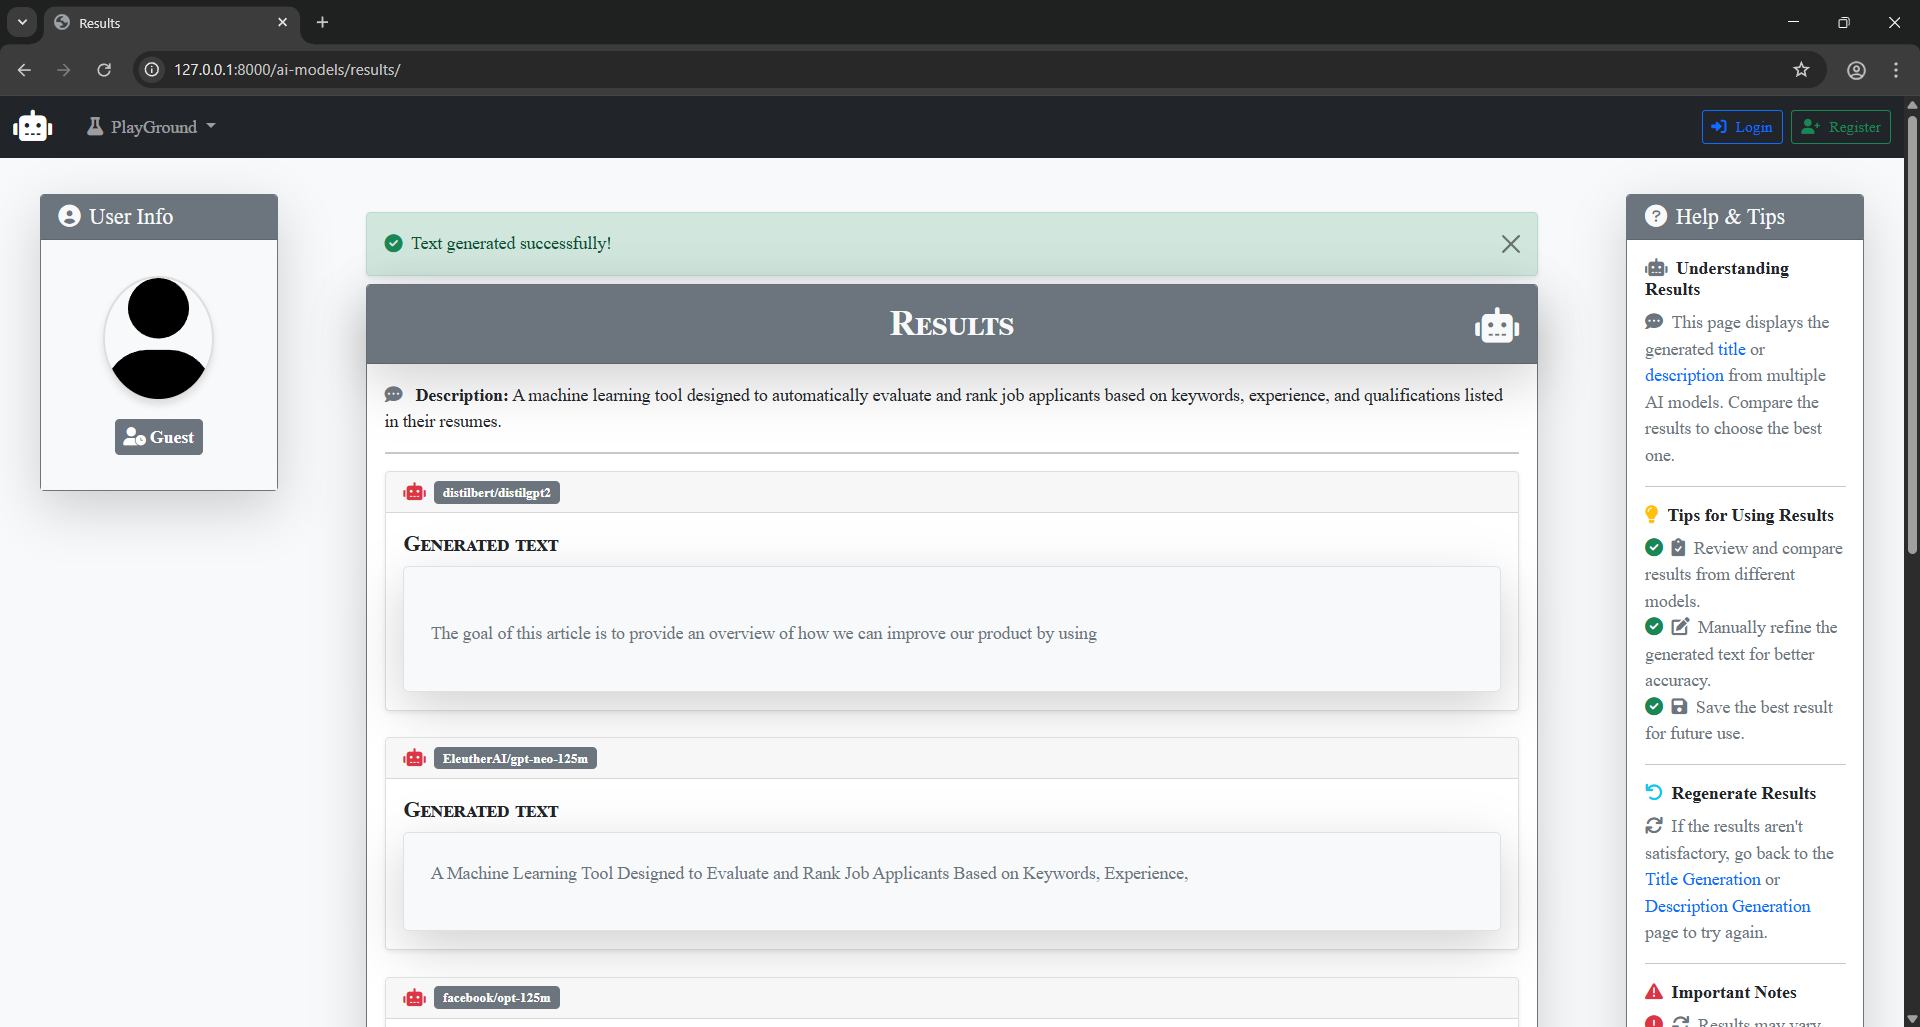 Results
127.0.0.1:8000/ai-models/results/
PlayGround
Login
Register
User Info
Guest
Text generated successfully!
Results
Description: A machine learning tool designed to automatically evaluate and rank job applicants based on keywords, experience, and qualifications listed
in their resumes.
distilbert/distilgpt2
Generated text
The goal of this article is to provide an overview of how we can improve our product by using
EleutherAI/gpt-neo-125m
Generated text
A Machine Learning Tool Designed to Evaluate and Rank Job Applicants Based on Keywords, Experience,
facebook/opt-125m
Help & Tips
Understanding
Results
This page displays the
generated title or
description from multiple
AI models. Compare the
results to choose the best
one.
Tips for Using Results
Review and compare
results from different
models.
Manually refine the
generated text for better
accuracy.
Save the best result
for future use.
Regenerate Results
If the results aren't
satisfactory, go back to the
Title Generation or
Description Generation
page to try again.
Important Notes
Results may vary